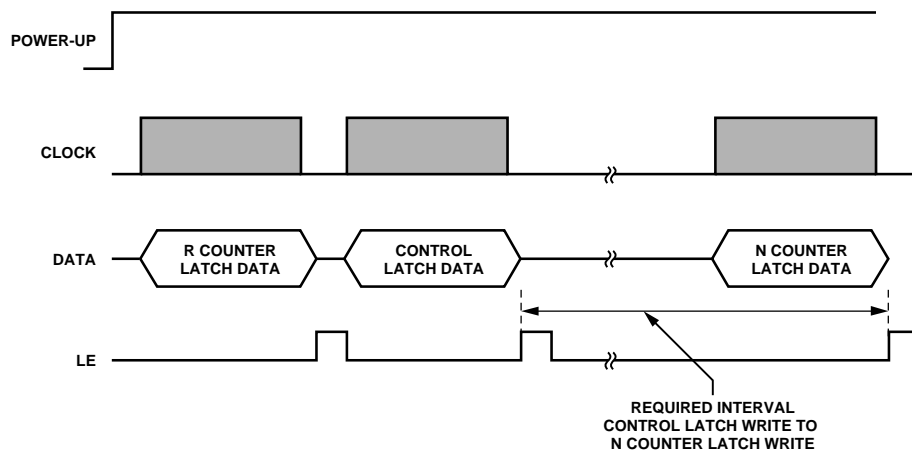 POWER-UP
CLOCK
DATA
R COUNTER
LATCH DATA
CONTROL
LATCH DATA
N COUNTER
LATCH DATA
LE
REQUIRED INTERVAL
CONTROL LATCH WRITE TO
N COUNTER LATCH WRITE